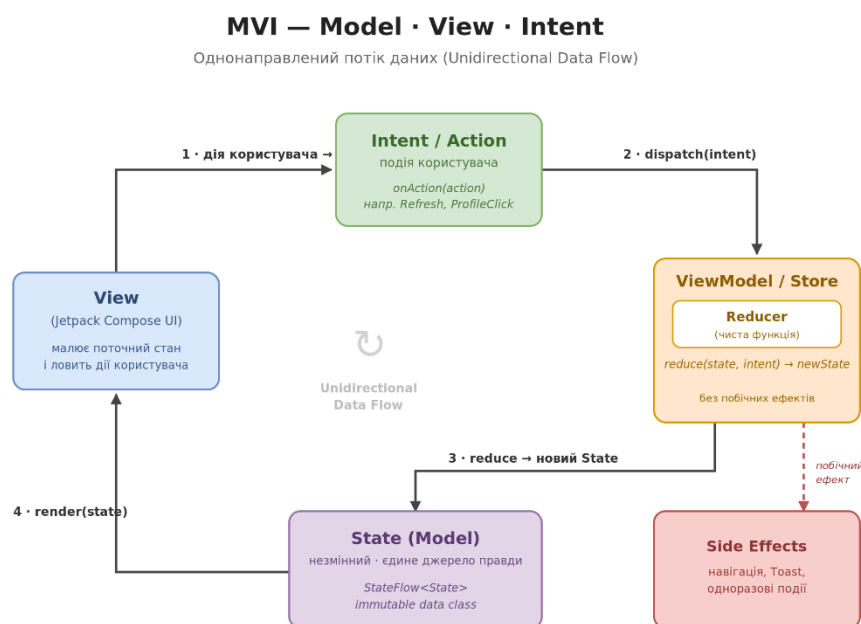 MVI — Model · View · Intent
Однонаправлений потік даних (Unidirectional Data Flow)
1 · дія користувача →
Intent / Action
подія користувача
onAction(action)
напр. Refresh, ProfileClick
2 · dispatch(intent)
View
(Jetpack Compose UI)
малює поточний стан
і ловить дії користувача
↻
Unidirectional
Data Flow
ViewModel / Store
Reducer
(чиста функція)
reduce(state, intent) → newState
без побічних ефектів
3 · reduce → новий State
побічний
ефект
4 · render(state)
State (Model)
незмінний · єдине джерело правди
StateFlow<State>
immutable data class
Side Effects
навігація, Toast,
одноразові події